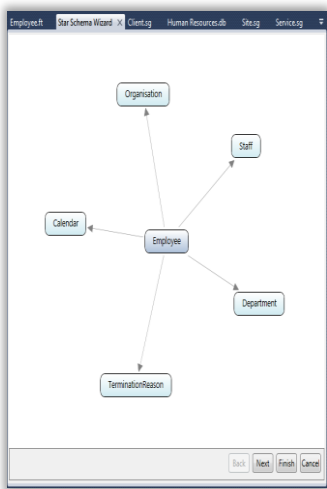 Employee.ft Star Schema Wizard × Client.sg Human Resources.db Site.sg Service.sg
Organisation
Staff
Calendar
Employee
Department
TerminationReason
Back Next Finish Cancel